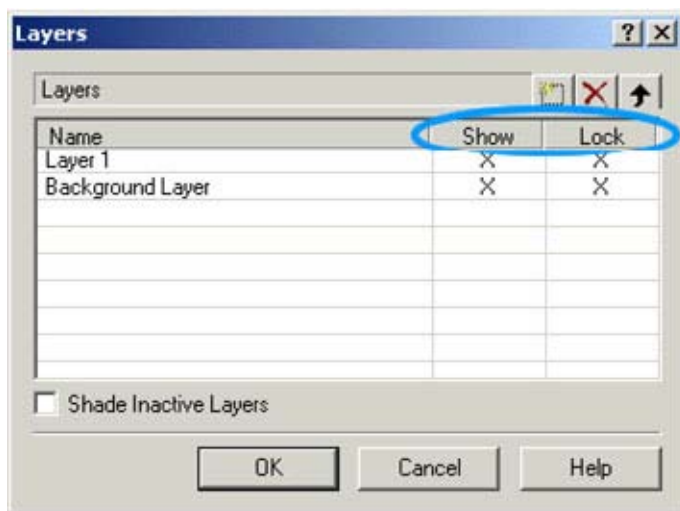 Layers
Layers
Name Show Lock
Layer 1 X X
Background Layer X X
Shade Inactive Layers
OK Cancel Help